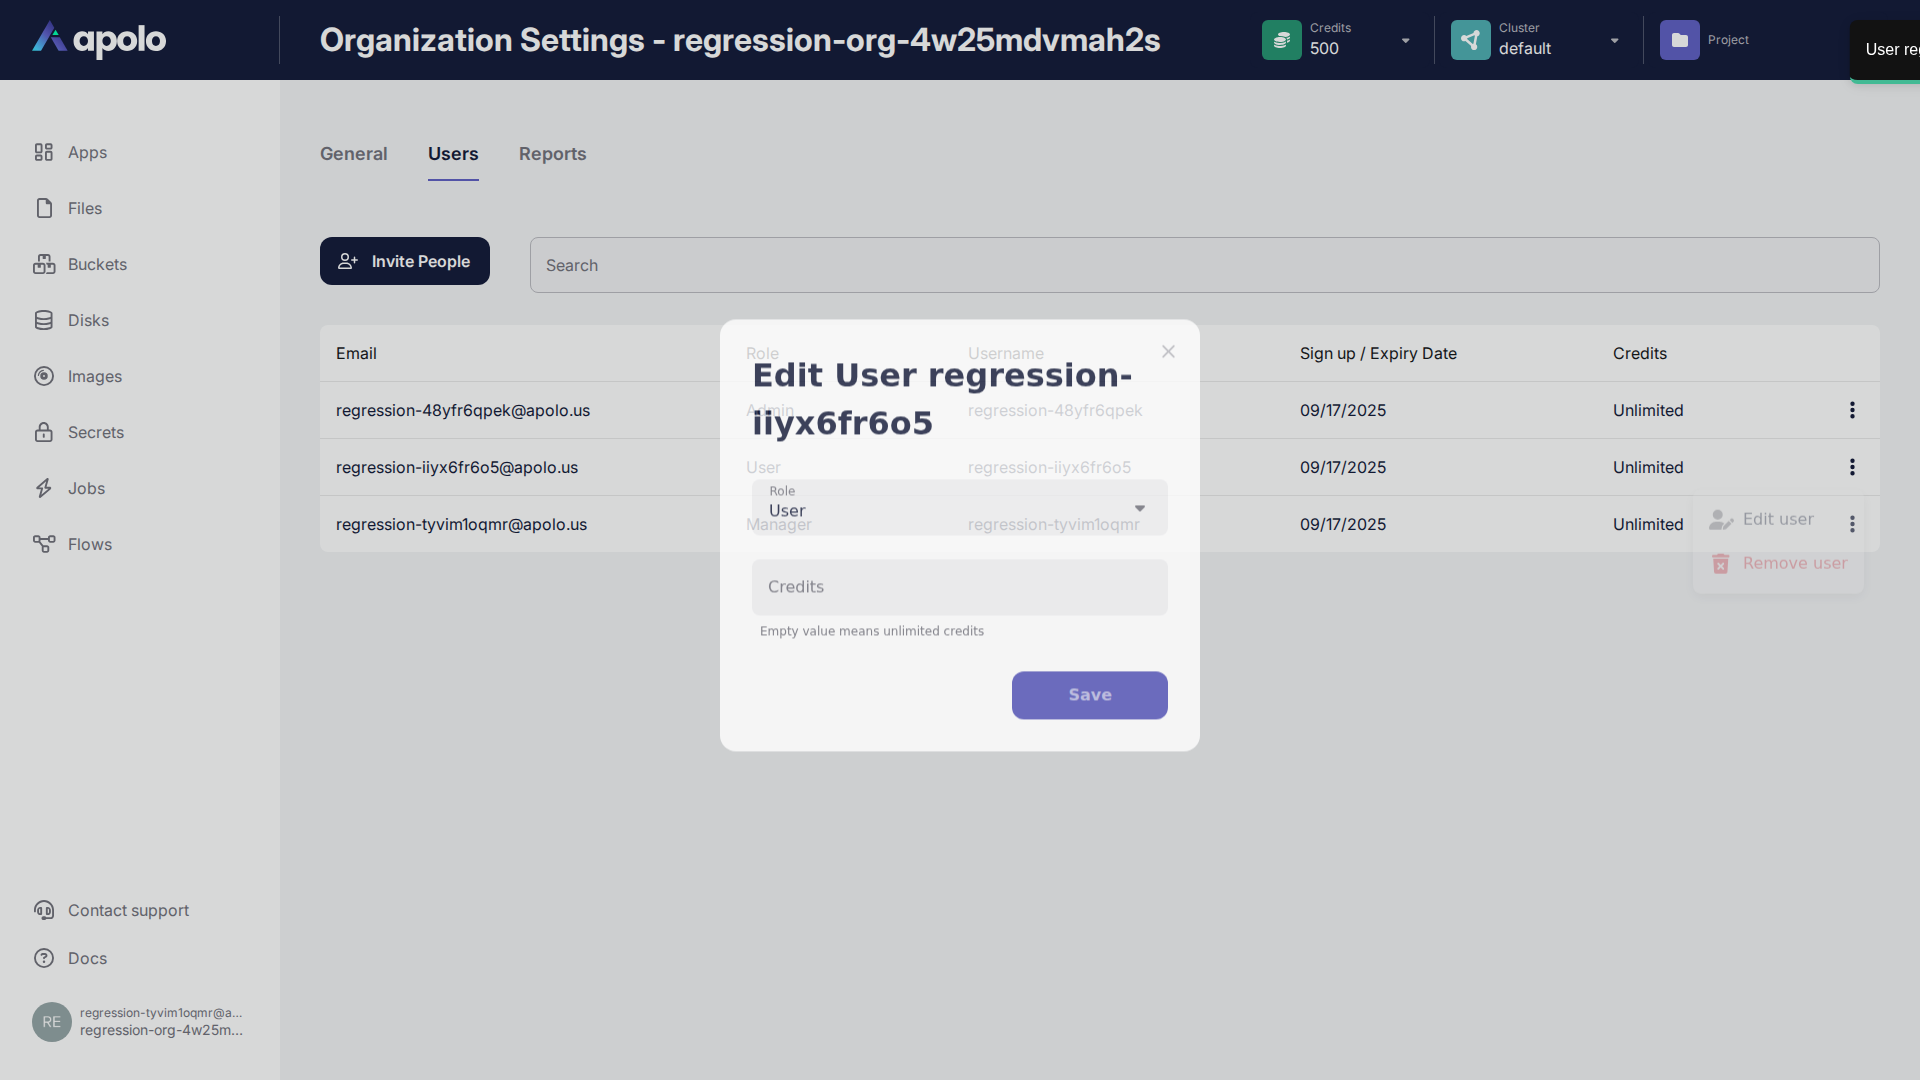 apolo
Organization Settings - regression-org-4w25mdvmah2s
Credits
500
Cluster
default
Project
User
Apps
Files
Buckets
Disks
Images
Secrets
Jobs
Flows
General Users Reports
Invite People
Search
Email Role Username Sign up / Expiry Date Credits
regression-48yfr6qpek@apolo.us Admin regression-48yfr6qpek 09/17/2025 Unlimited
regression-iiyx6fr6o5@apolo.us User regression-iiyx6fr6o5 09/17/2025 Unlimited
regression-tyvim1oqmr@apolo.us Manager regression-tyvim1oqmr 09/17/2025 Unlimited
Edit user
Remove user
Edit User regression-
iiyx6fr6o5
Role
User
Credits
Empty value means unlimited credits
Save
Contact support
Docs
RE
regression-tyvim1oqmr@a...
regression-org-4w25m...